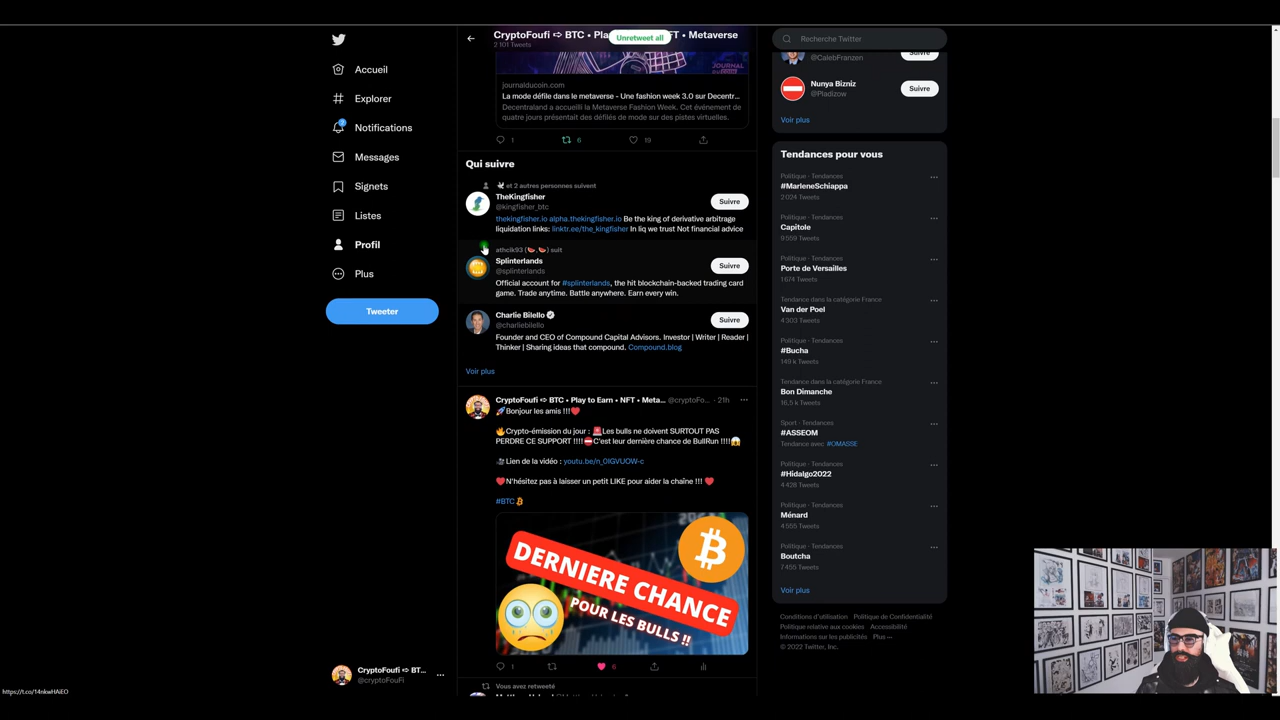 CryptoFoufi ➪ BTC • Pla
FT • Metaverse
Unretweet all
2 101 Tweets
Accueil
Explorer
2
Notifications
Messages
Signets
Listes
Profil
Plus
Tweeter
CryptoFoufi ➪ BT...
@cryptoFouFi
https://t.co/14nkwHAiEO
JOURNAL
journalducoin.com
La mode défile dans le metaverse - Une fashion week 3.0 sur Decentr...
Decentraland a accueilli la Metaverse Fashion Week. Cet événement de
quatre jours présentait des défilés de mode sur des pistes virtuelles.
1 6 19
Qui suivre
🕊 et 2 autres personnes suivent
TheKingfisher
@kingfisher_btc
Suivre
thekingfisher.io alpha.thekingfisher.io Be the king of derivative arbitrage
liquidation links: linktr.ee/the_kingfisher In liq we trust Not financial advice
athcik93 (🍉,🍉) suit
Splinterlands
@splinterlands
Suivre
Official account for #splinterlands, the hit blockchain-backed trading card
game. Trade anytime. Battle anywhere. Earn every win.
Charlie Bilello
@charliebilello
Suivre
Founder and CEO of Compound Capital Advisors. Investor | Writer | Reader |
Thinker | Sharing ideas that compound. Compound.blog
Voir plus
CryptoFoufi ➪ BTC • Play to Earn • NFT • Meta... @cryptoFo... · 21h
🚀Bonjour les amis !!!❤️
🔥Crypto-émission du jour : 🚨Les bulls ne doivent SURTOUT PAS
PERDRE CE SUPPORT !!!!⛔C'est leur dernière chance de BullRun !!!!😱
🎥Lien de la vidéo : youtu.be/n_0IGVUOW-c
❤️N'hésitez pas à laisser un petit LIKE pour aider la chaîne !!! ❤️
#BTC
DERNIERE CHANCE
POUR LES BULLS !!
1 6
Vous avez retweeté
Recherche Twitter
@CalebFranzen
Suivre
Nunya Bizniz
@Pladizow
Suivre
Voir plus
Tendances pour vous
Politique · Tendances
#MarleneSchiappa
2 024 Tweets
Politique · Tendances
Capitole
9 559 Tweets
Politique · Tendances
Porte de Versailles
1 674 Tweets
Tendance dans la catégorie France
Van der Poel
4 303 Tweets
Politique · Tendances
#Bucha
149 k Tweets
Tendance dans la catégorie France
Bon Dimanche
16,5 k Tweets
Sport · Tendances
#ASSEOM
Tendance avec #OMASSE
Politique · Tendances
#Hidalgo2022
4 428 Tweets
Politique · Tendances
Ménard
4 555 Tweets
Politique · Tendances
Boutcha
7 455 Tweets
Voir plus
Conditions d'utilisation Politique de Confidentialité
Politique relative aux cookies Accessibilité
Informations sur les publicités Plus
© 2022 Twitter, Inc.